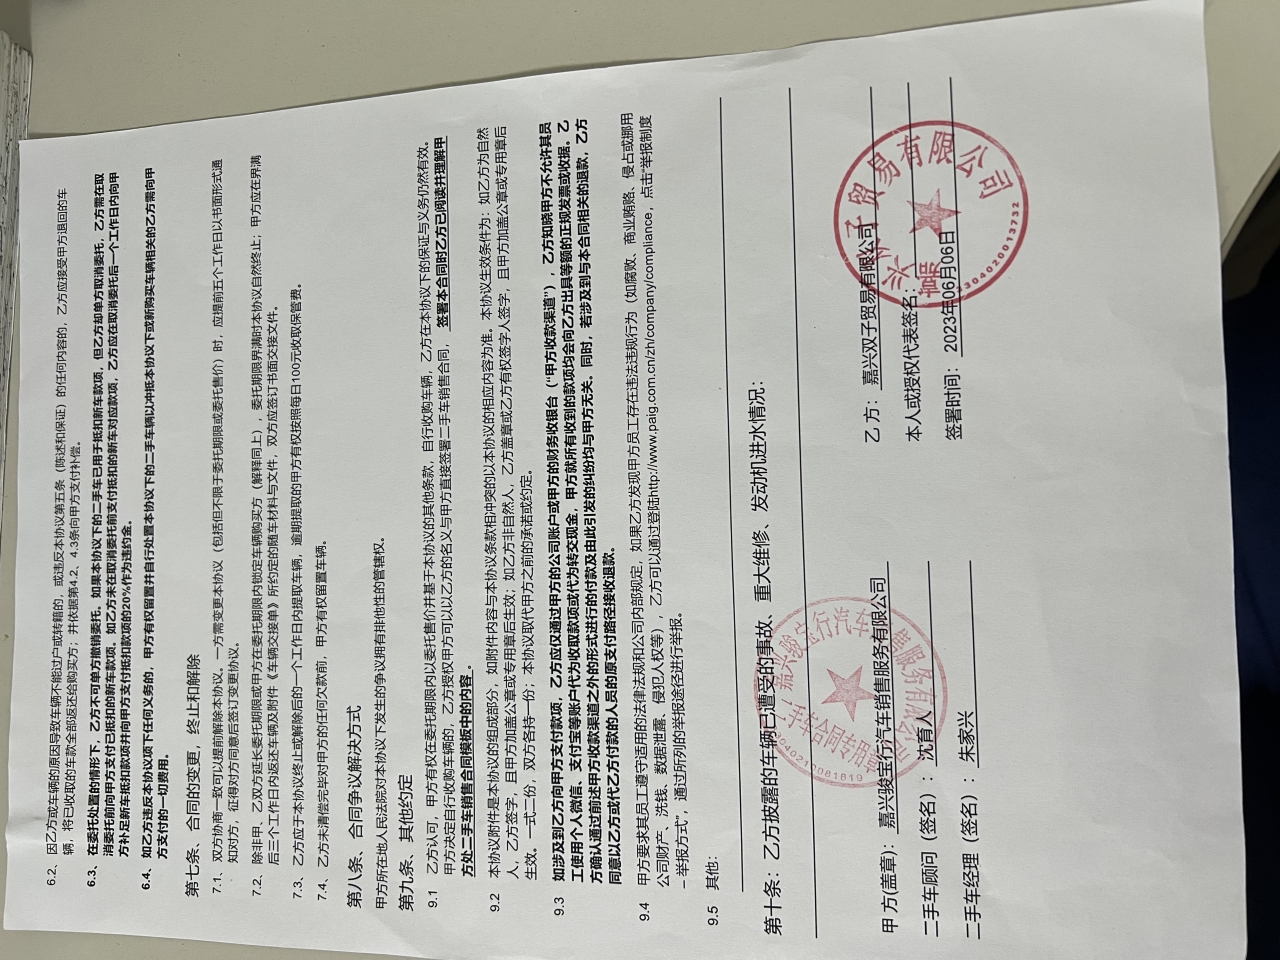 6.2、 因乙方或车辆的原因导致车辆不能过户或转籍的，或违反本协议第五条（陈述和保证）的任何内容的，乙方应接受甲方退回的车
辆，将已收取的车款全部返还给购买方；并依据第4.2、4.3条向甲方支付补偿。
6.3、 在委托处置的情形下，乙方不可单方撤销委托。如果本协议下的二手车已用于抵扣新车款项，但乙方却单方取消委托，乙方需在取
消委托前向甲方支付已抵扣的新车款项。如乙方未在取消委托前支付抵扣的新车对应款项，乙方应在取消委托后一个工作日内向甲
方补足新车抵扣款项并向甲方支付抵扣款项的20%作为违约金。
6.4、 如乙方违反本协议项下任何义务的，甲方有权留置并自行处置本协议下的二手车辆以冲抵本协议下或新购买车辆相关的乙方需向甲
方支付的一切费用。
第七条、合同的变更，终止和解除
7.1、 双方协商一致可以提前解除本协议。一方需变更本协议（包括但不限于委托期限或委托售价）时，应提前五个工作日以书面形式通
知对方，征得对方同意后签订变更协议。
7.2、 除非甲、乙双方延长委托期限或甲方在委托期限内锁定车辆购买方（解释同上），委托期限界满时本协议自然终止；甲方应在界满
后三个工作日内返还车辆及附件《车辆交接单》所约定的随车材料与文件，双方应签订书面交接文件。
7.3、 乙方应于本协议终止或解除后的一个工作日内提取车辆，逾期提取的甲方有权按照每日100元收取保管费。
7.4、 乙方未清偿完毕对甲方的任何欠款前，甲方有权留置车辆。
第八条、合同争议解决方式
甲方所在地人民法院对本协议下发生的争议拥有排他性的管辖权。
第九条、其他约定
9.1 乙方认可，甲方有权在委托期限内以委托售价并基于本协议的其他条款，自行收购车辆，乙方在本协议下的保证与义务仍然有效。
甲方决定自行收购车辆的，乙方授权甲方可以以乙方的名义与甲方直接签署二手车销售合同，签署本合同时乙方已阅读并理解甲
方处二手车销售合同模板中的内容。
9.2 本协议附件是本协议的组成部分，如附件内容与本协议条款相冲突的以本协议的相应内容为准。本协议生效条件为：如乙方为自然
人，乙方签字，且甲方加盖公章或专用章后生效；如乙方非自然人，乙方盖章或乙方有权签字人签字，且甲方加盖公章或专用章后
生效。一式二份，双方各持一份；本协议取代甲方之前的承诺或约定。
9.3 如涉及到乙方向甲方支付款项，乙方应仅通过甲方的公司账户或甲方的财务收银台（“甲方收款渠道”），乙方知晓甲方不允许其员
工使用个人微信、支付宝等账户代为收取款项或代为转交现金，甲方就所有收到的款项均会向乙方出具等额的正规发票或收据。乙
方确认通过前述甲方收款渠道之外的形式进行的付款及由此引发的纠纷均与甲方无关。同时，若涉及到与本合同相关的退款，乙方
同意以乙方或代乙方付款的人员的原支付路径接收退款。
9.4 甲方要求其员工遵守适用的法律法规和公司内部规定，如果乙方发现甲方员工存在违法违规行为（如腐败、商业贿赂、侵占或挪用
公司财产、洗钱、数据泄露、侵犯人权等），乙方可以通过登陆http://www.paig.com.cn/zh/company/compliance，点击“举报制度
－举报方式”，通过所列的举报途径进行举报。
9.5 其他:
第十条：乙方披露的车辆已遭受的事故、重大维修、发动机进水情况:
甲 方(盖章)： 嘉兴骏宝行汽车销售服务有限公司
二手车顾问（签名）: 沈育人
二手车经理（签名）: 朱家兴
乙 方： 嘉兴双子贸易有限公司
本人或授权代表签名：
签署时间： 2023年06月06日
嘉兴骏宝行汽车销售服务有限公司
二手车合同专用章
嘉兴双子贸易有限公司
3304020013732